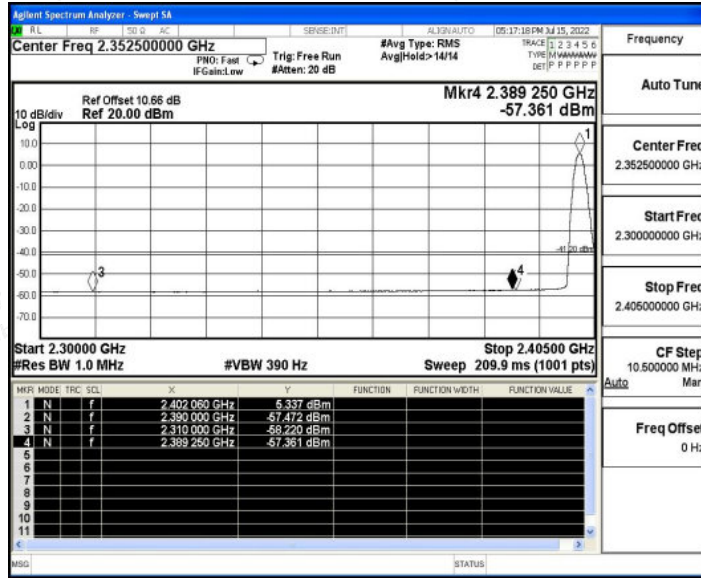 Agilent Spectrum Analyzer - Swept SA
RL RF 50 Ω AC SENSE:INT ALIGNAUTO 05:17:18 PM Jul 15, 2022
Center Freq 2.352500000 GHz
PNO: Fast
IFGain:Low
Trig: Free Run
#Atten: 20 dB
#Avg Type: RMS
Avg|Hold:>14/14
TRACE 1 2 3 4 5 6
TYPE
DET P P P P P P
Mkr4 2.389 250 GHz
-57.361 dBm
Ref Offset 10.66 dB
10 dB/div Ref 20.00 dBm
Log
10.0
0.00
-10.0
-20.0
-30.0
-40.0
-50.0
-60.0
-70.0
1
-41.20 dBm
3
4
Start 2.30000 GHz Stop 2.40500 GHz
#Res BW 1.0 MHz #VBW 390 Hz Sweep 209.9 ms (1001 pts)
MKR MODE TRC SCL X Y FUNCTION FUNCTION WIDTH FUNCTION VALUE
1 N f 2.402 060 GHz 5.337 dBm
2 N f 2.390 000 GHz -57.472 dBm
3 N f 2.310 000 GHz -58.220 dBm
4 N f 2.389 250 GHz -57.361 dBm
5
6
7
8
9
10
11
MSG STATUS
Frequency
Auto Tune
Center Freq
2.352500000 GHz
Start Freq
2.300000000 GHz
Stop Freq
2.405000000 GHz
CF Step
10.500000 MHz
Auto Man
Freq Offset
0 Hz